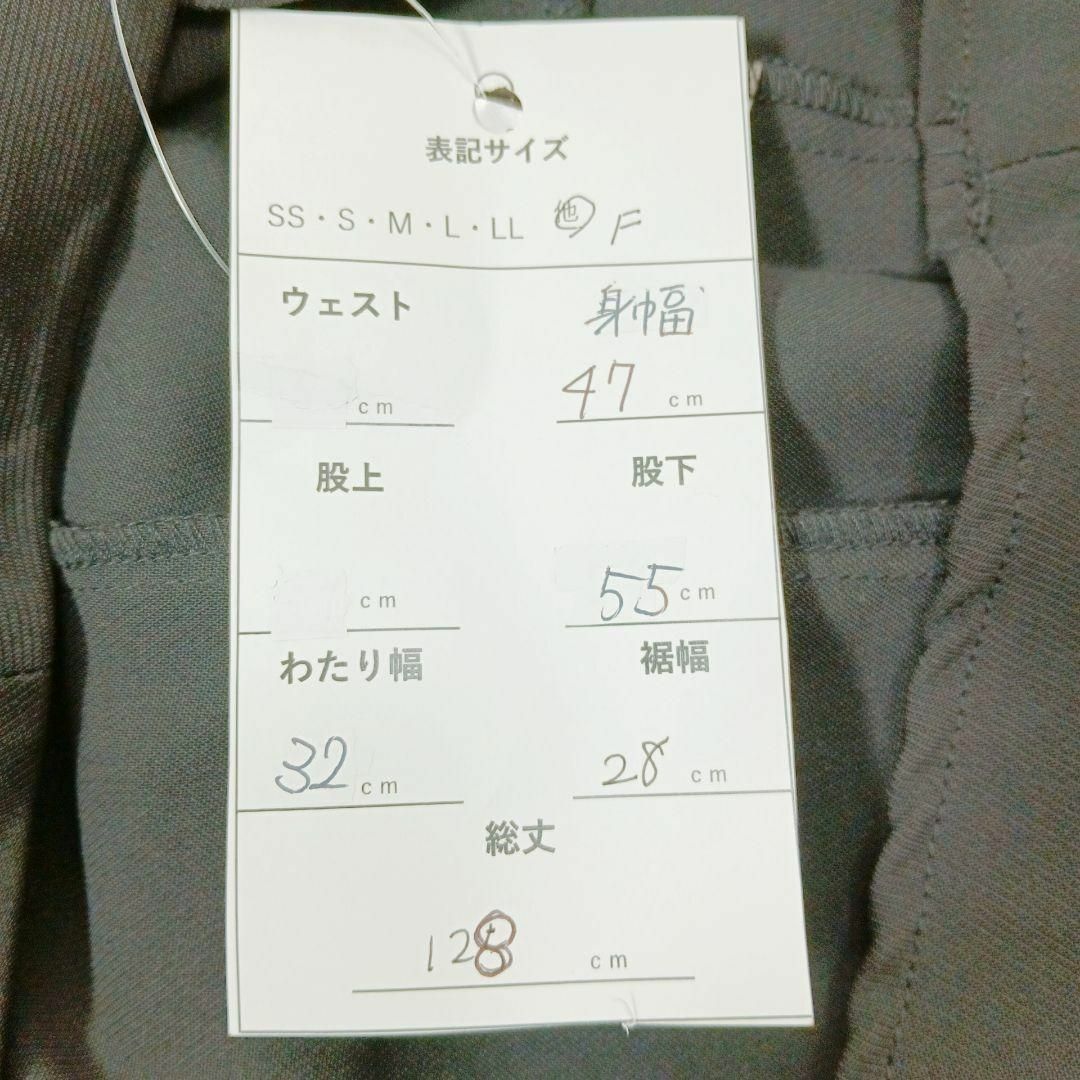 表記サイズ
SS・S・M・L・LL 他 F
ウェスト 身幅
cm 47 cm
股上 股下
cm 55 cm
わたり幅 裾幅
32 cm 28 cm
総丈
128 cm